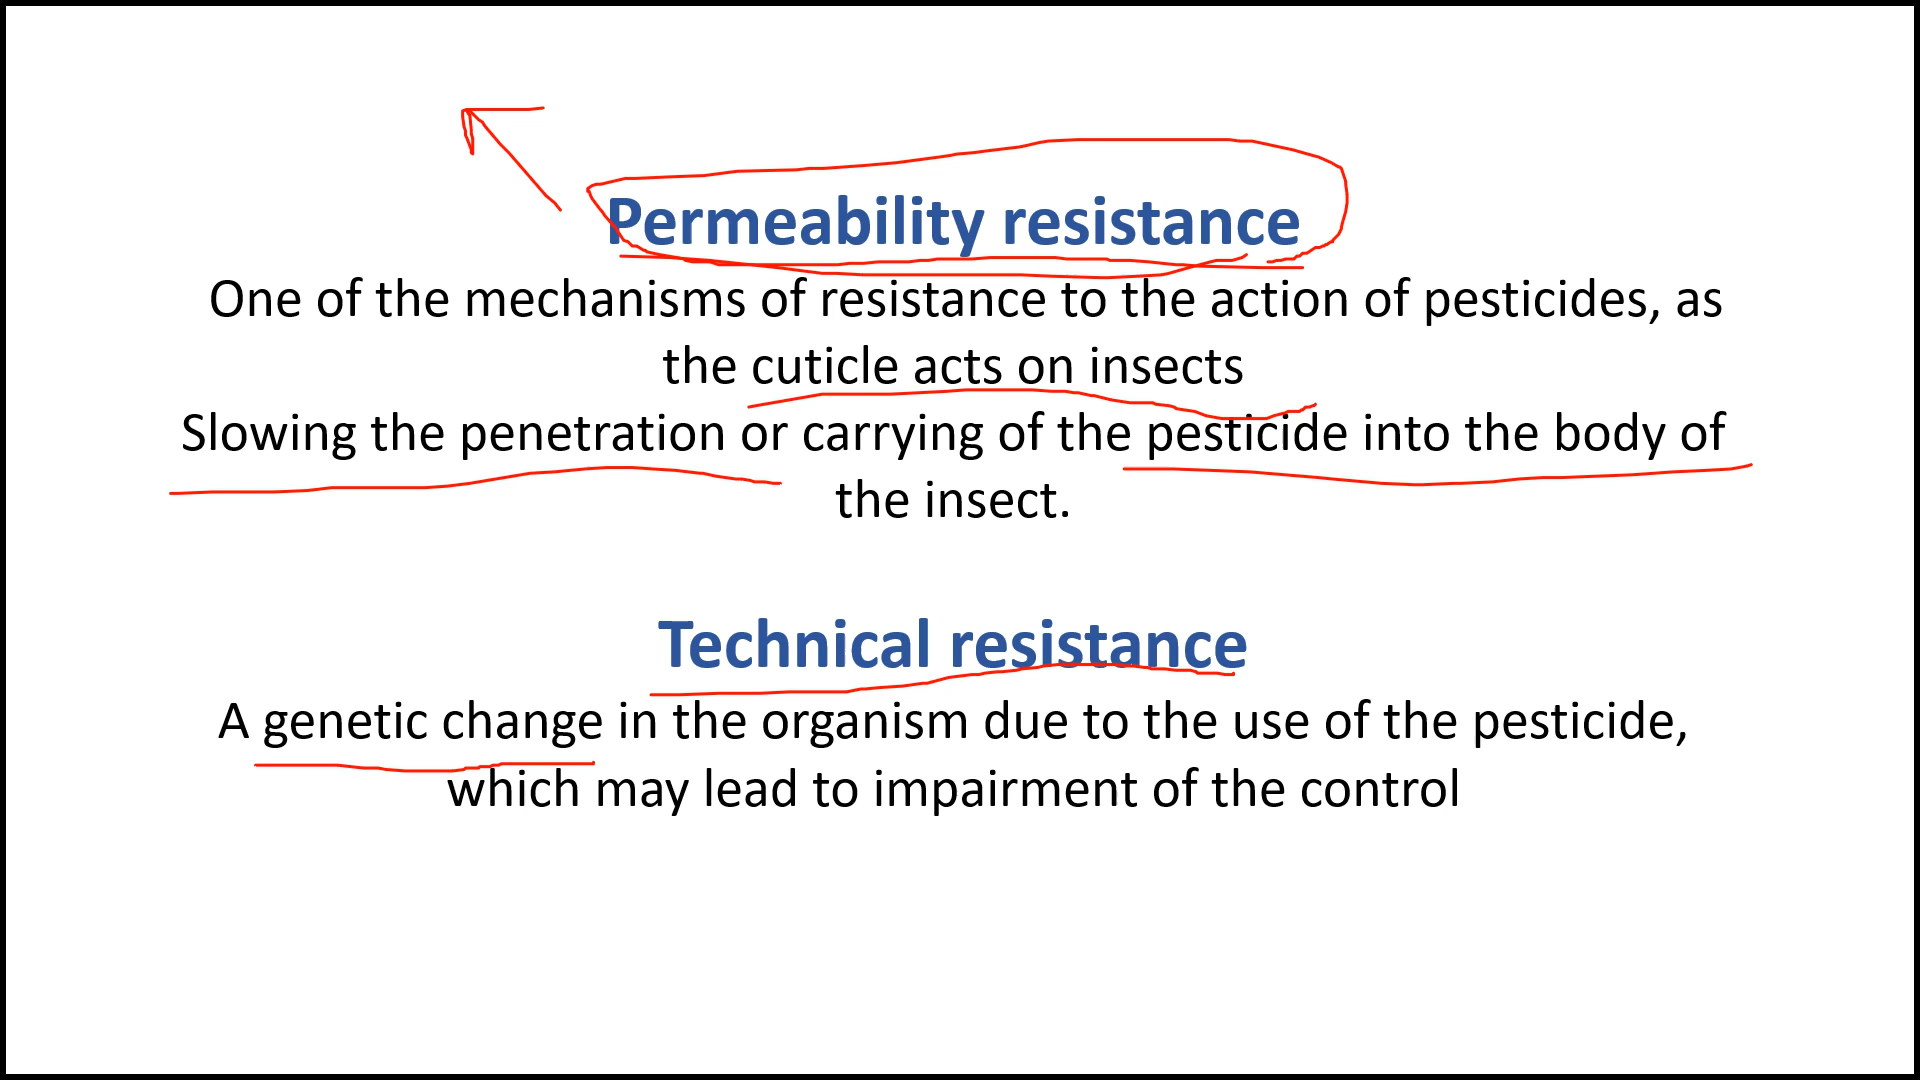 Permeability resistance
One of the mechanisms of resistance to the action of pesticides, as
the cuticle acts on insects
Slowing the penetration or carrying of the pesticide into the body of
the insect.
Technical resistance
A genetic change in the organism due to the use of the pesticide,
which may lead to impairment of the control